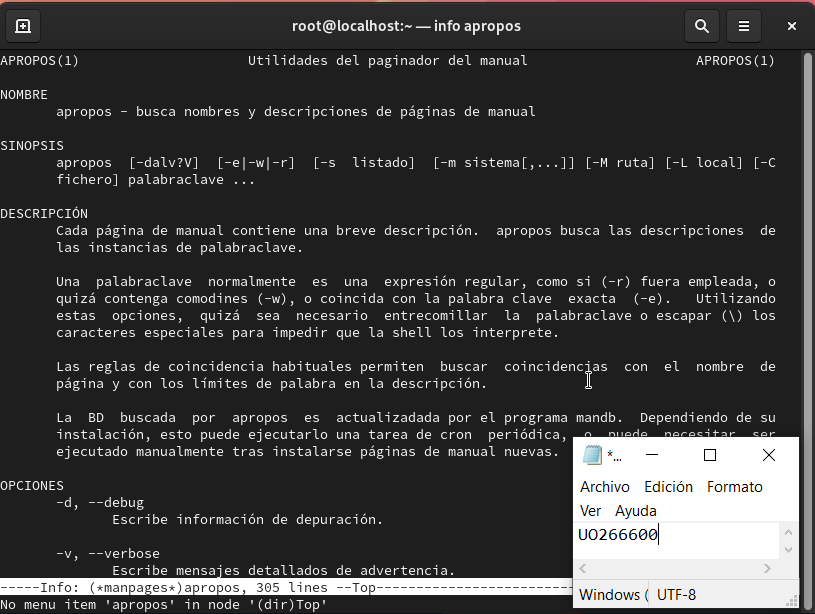 root@localhost:~ — info apropos
APROPOS(1) Utilidades del paginador del manual APROPOS(1)
NOMBRE
apropos - busca nombres y descripciones de páginas de manual
SINOPSIS
apropos [-dalv?V] [-e|-w|-r] [-s listado] [-m sistema[,...]] [-M ruta] [-L local] [-C
fichero] palabraclave ...
DESCRIPCIÓN
Cada página de manual contiene una breve descripción. apropos busca las descripciones de
las instancias de palabraclave.
Una palabraclave normalmente es una expresión regular, como si (-r) fuera empleada, o
quizá contenga comodines (-w), o coincida con la palabra clave exacta (-e). Utilizando
estas opciones, quizá sea necesario entrecomillar la palabraclave o escapar (\) los
caracteres especiales para impedir que la shell los interprete.
Las reglas de coincidencia habituales permiten buscar coincidencias con el nombre de
página y con los límites de palabra en la descripción.
La BD buscada por apropos es actualizadada por el programa mandb. Dependiendo de su
instalación, esto puede ejecutarlo una tarea de cron periódica, o puede necesitar ser
ejecutado manualmente tras instalarse páginas de manual nuevas.
OPCIONES
-d, --debug
Escribe información de depuración.
-v, --verbose
Escribe mensajes detallados de advertencia.
-----Info: (*manpages*)apropos, 305 lines --Top-----------------------
No menu item 'apropos' in node '(dir)Top'
*...
Archivo Edición Formato
Ver Ayuda
UO266600
Windows ( UTF-8